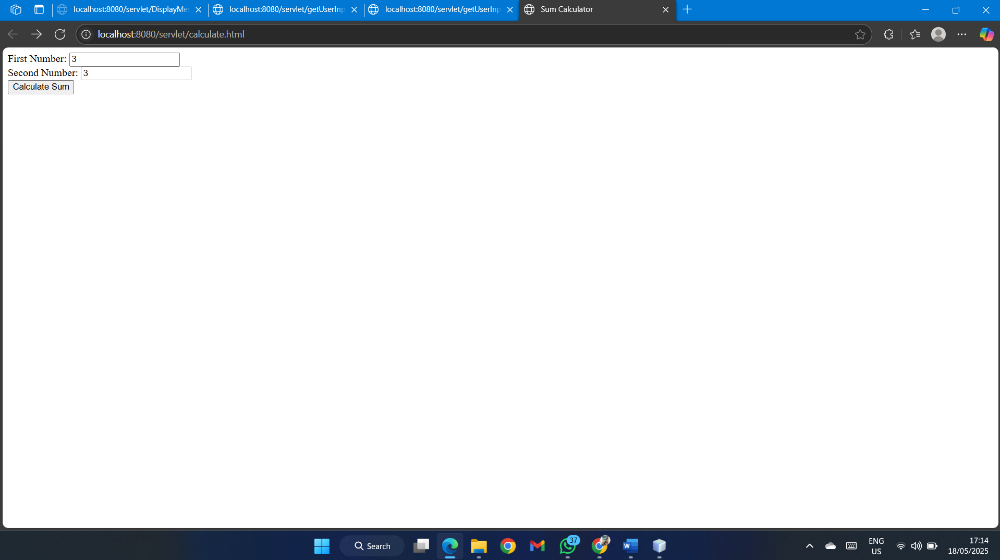 localhost:8080/servlet/DisplayMe
localhost:8080/servlet/getUserInp
localhost:8080/servlet/getUserInp
Sum Calculator
localhost:8080/servlet/calculate.html
First Number: 3
Second Number: 3
Calculate Sum
Search
37
W
ENG
US
17:14
18/05/2025